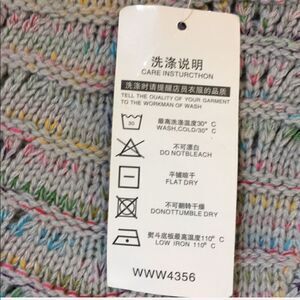 洗涤说明
CARE INSTURCTHON
洗涤时请提醒店员衣服的品质
TELL THE QUALITY OF YOUR GARMENT
TO THE WORKMAN OF WASH
30
最高洗涤温度30° C
WASH.COLD/30° C
不可漂白
DO NOTBLEACH
平铺晾干
FLAT DRY
不可翻转干燥
DONOTTUMBLE DRY
熨斗底板最高温度110° C
LOW IRON 110° C
WWW4356